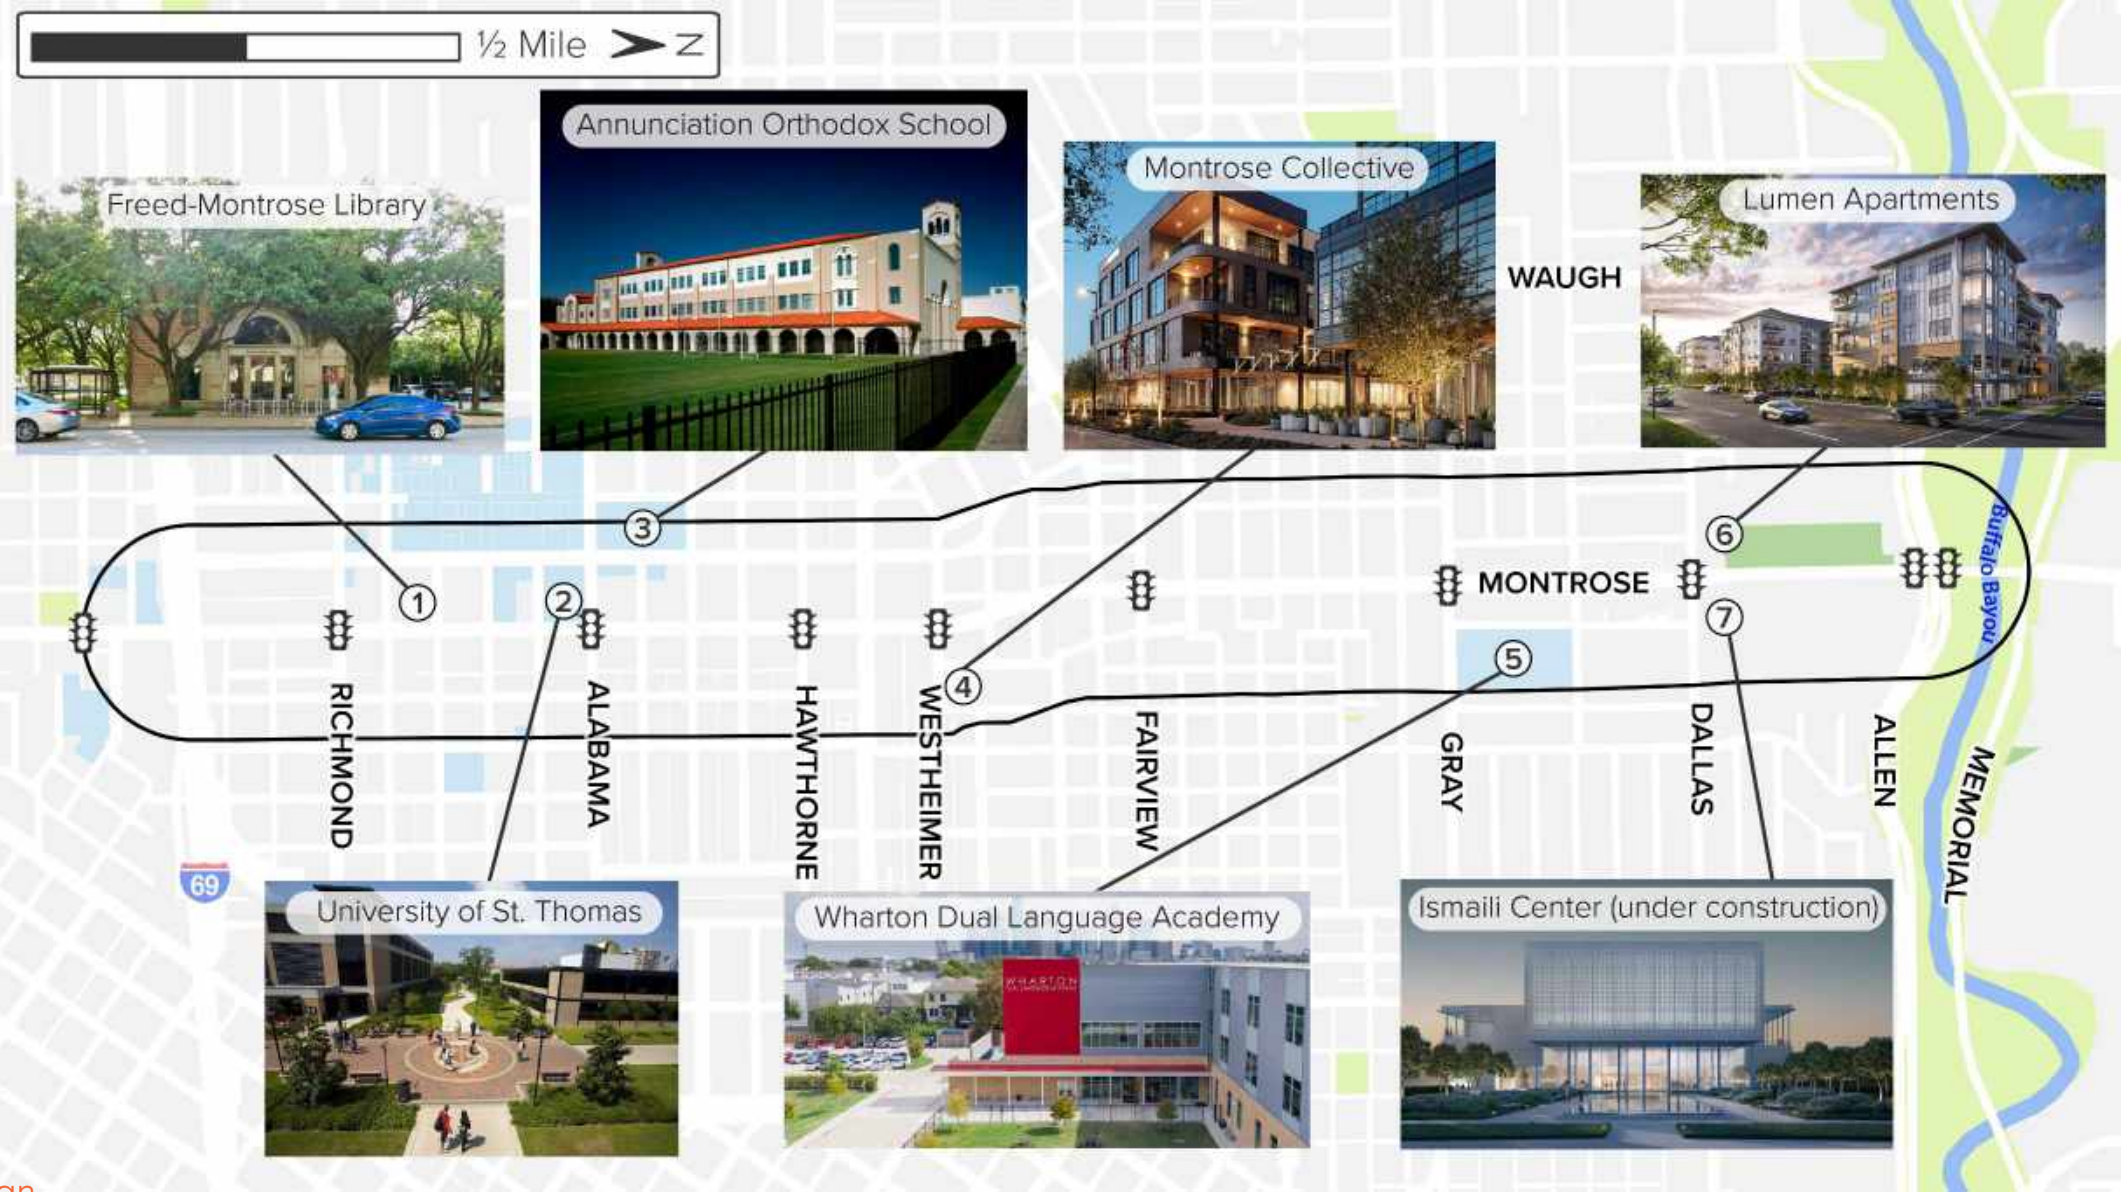 ½ Mile N
Annunciation Orthodox School
Montrose Collective
Lumen Apartments
Freed-Montrose Library
WAUGH
3
6
Buffalo Bayou
MONTROSE
1
2
7
5
4
RICHMOND
ALABAMA
HAWTHORNE
WESTHEIMER
FAIRVIEW
GRAY
DALLAS
ALLEN
MEMORIAL
69
University of St. Thomas
Wharton Dual Language Academy
Ismaili Center (under construction)
WHARTON